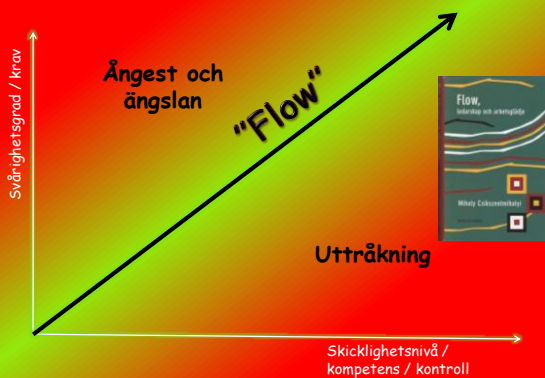 Svårighetsgrad / krav
Ångest och
ängslan
"Flow"
Flow,
ledarskap och arbetsglädje
Mihaly Csikszentmihalyi
Uttråkning
Skicklighetsnivå /
kompetens / kontroll